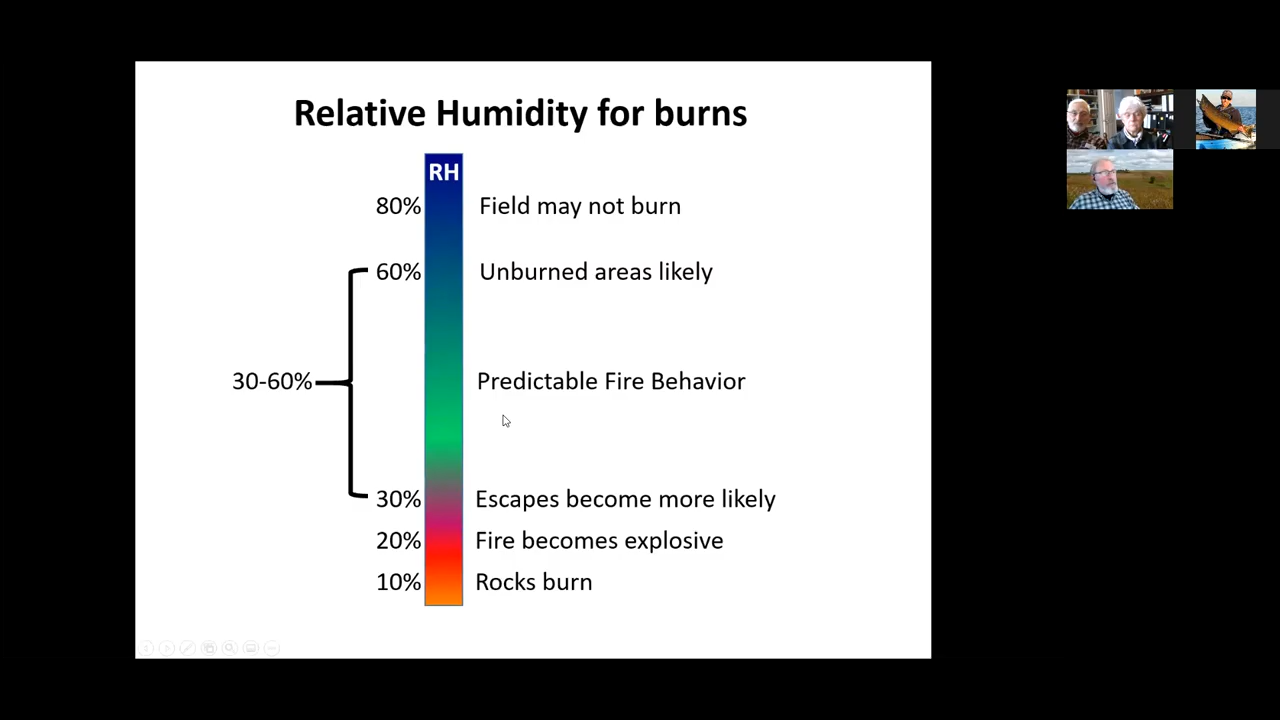 Relative Humidity for burns
RH
80% Field may not burn
60% Unburned areas likely
30-60% Predictable Fire Behavior
30% Escapes become more likely
20% Fire becomes explosive
10% Rocks burn